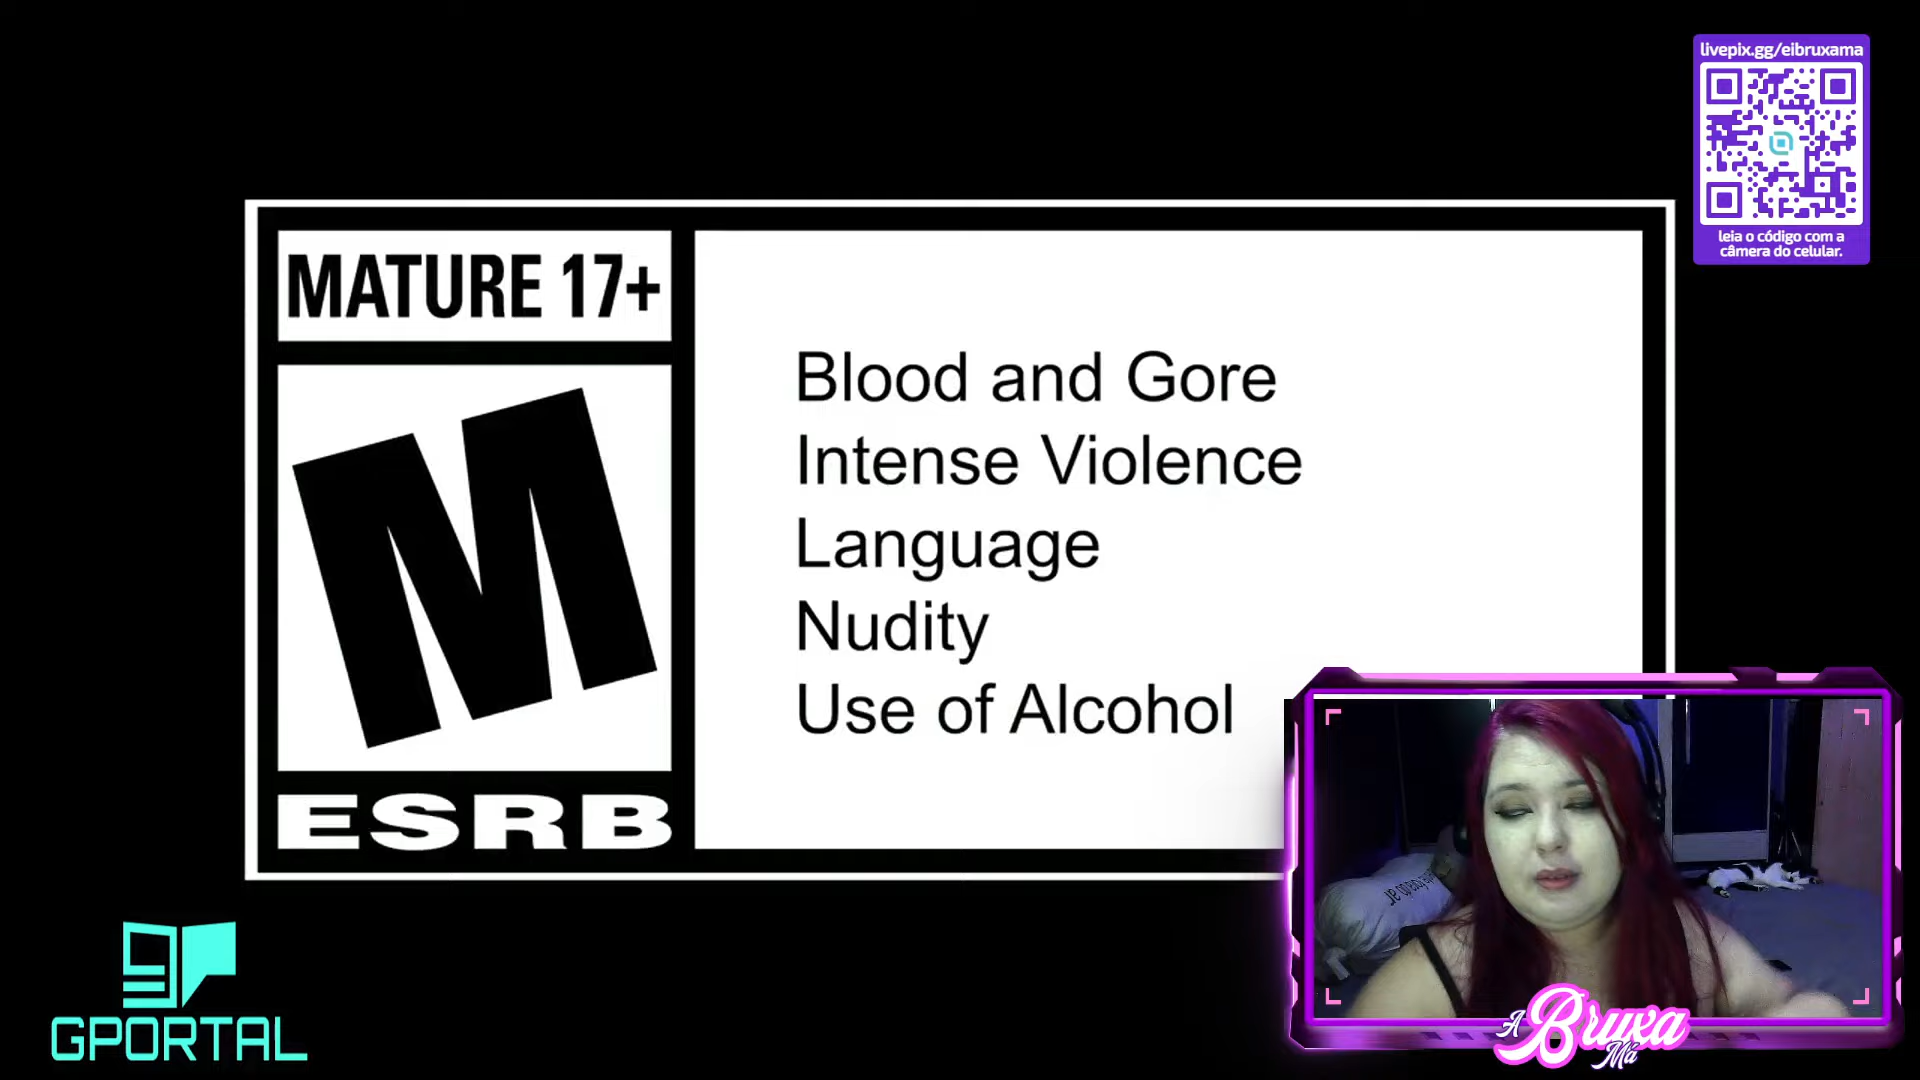 livepix.gg/eibruxama
leia o código com a
câmera do celular.
MATURE 17+
M
ESRB
Blood and Gore
Intense Violence
Language
Nudity
Use of Alcohol
GPORTAL
A
Bruxa
Má